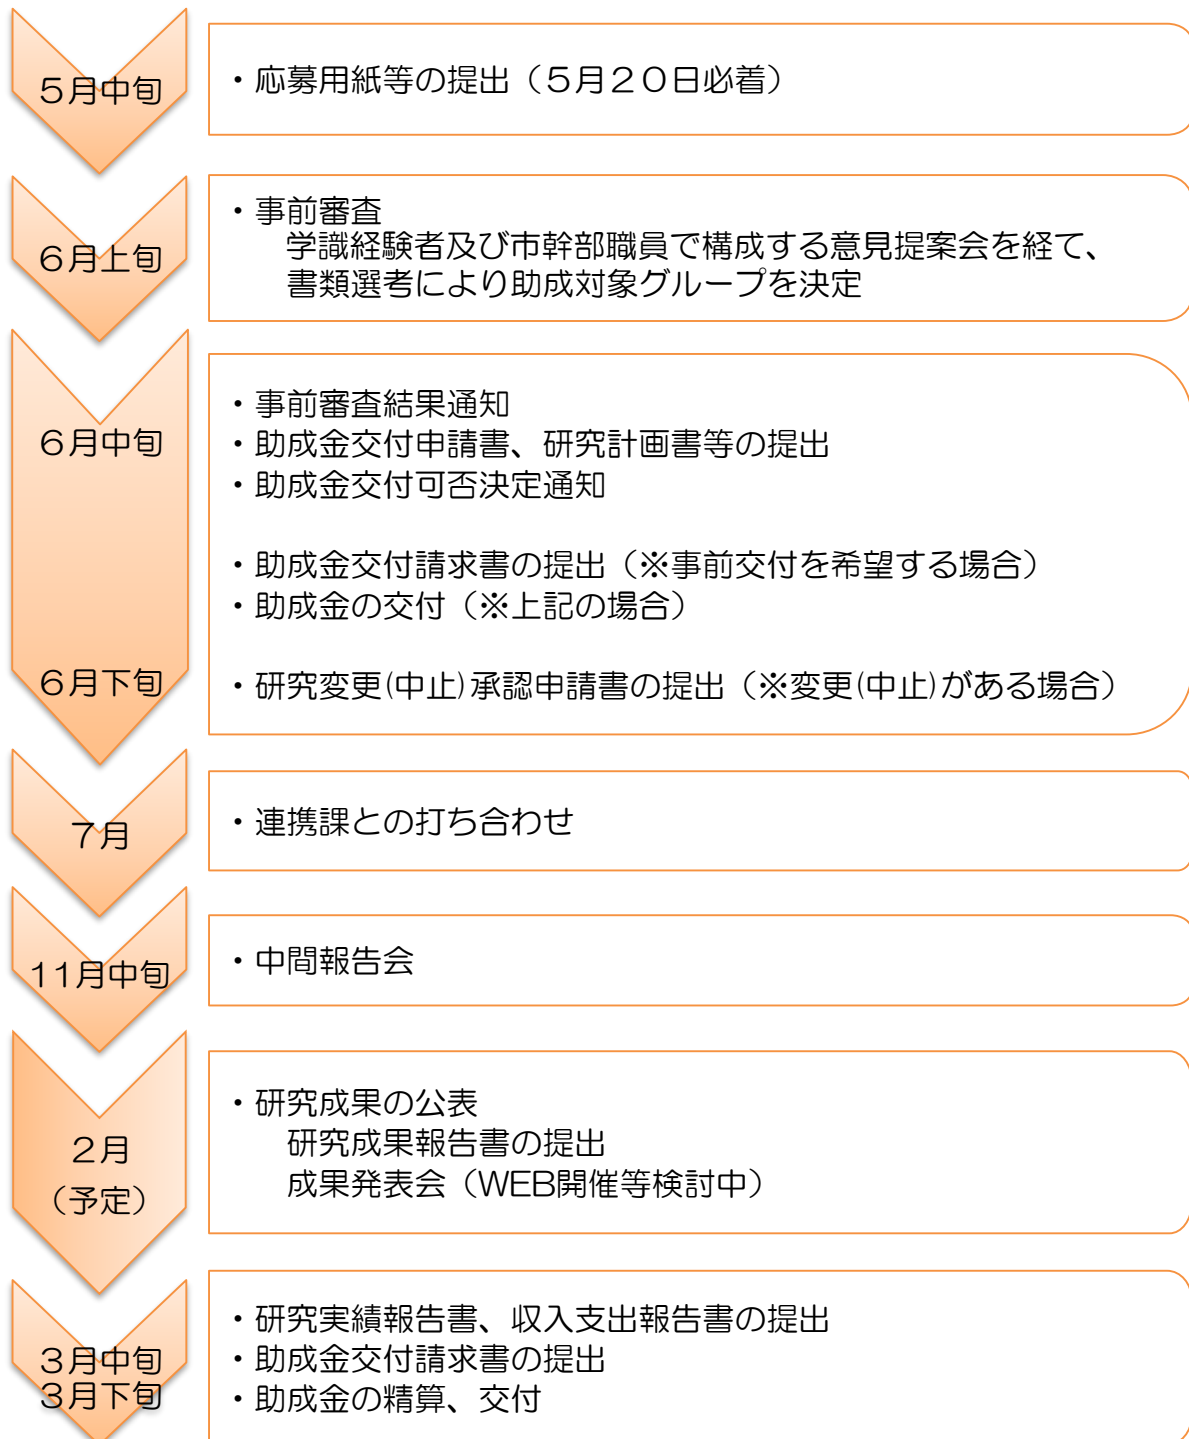 5月中旬
・応募用紙等の提出（５月２０日必着）
6月上旬
・事前審査
学識経験者及び市幹部職員で構成する意見提案会を経て、
書類選考により助成対象グループを決定
６月中旬
６月下旬
・事前審査結果通知
・助成金交付申請書、研究計画書等の提出
・助成金交付可否決定通知
・助成金交付請求書の提出（※事前交付を希望する場合）
・助成金の交付（※上記の場合）
・研究変更(中止)承認申請書の提出（※変更(中止)がある場合）
７月
・連携課との打ち合わせ
11月中旬
・中間報告会
２月
（予定）
・研究成果の公表
研究成果報告書の提出
成果発表会（WEB開催等検討中）
３月中旬
３月下旬
・研究実績報告書、収入支出報告書の提出
・助成金交付請求書の提出
・助成金の精算、交付